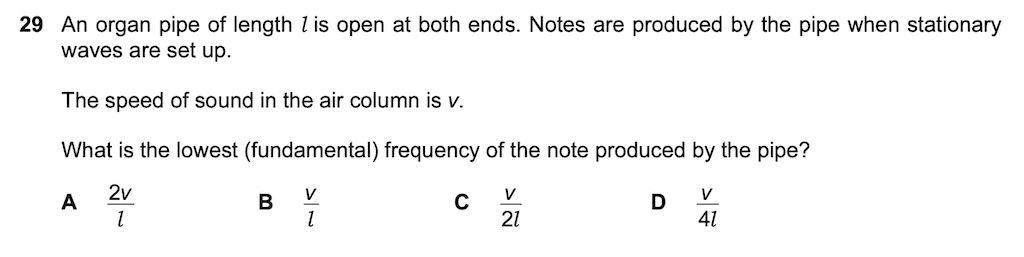 29 An organ pipe of length l is open at both ends. Notes are produced by the pipe when stationary
waves are set up.
The speed of sound in the air column is v.
What is the lowest (fundamental) frequency of the note produced by the pipe?
A 2v/l B v/l C v/2l D v/4l